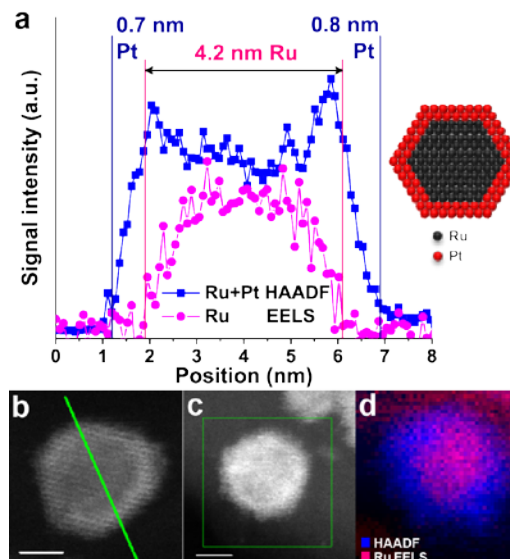 a
0.7 nm
0.8 nm
Pt
4.2 nm Ru
Pt
Signal intensity (a.u.)
Ru+Pt HAADF
Ru EELS
0 1 2 3 4 5 6 7 8
Position (nm)
Ru
Pt
b
c
d
HAADF
Ru EELS